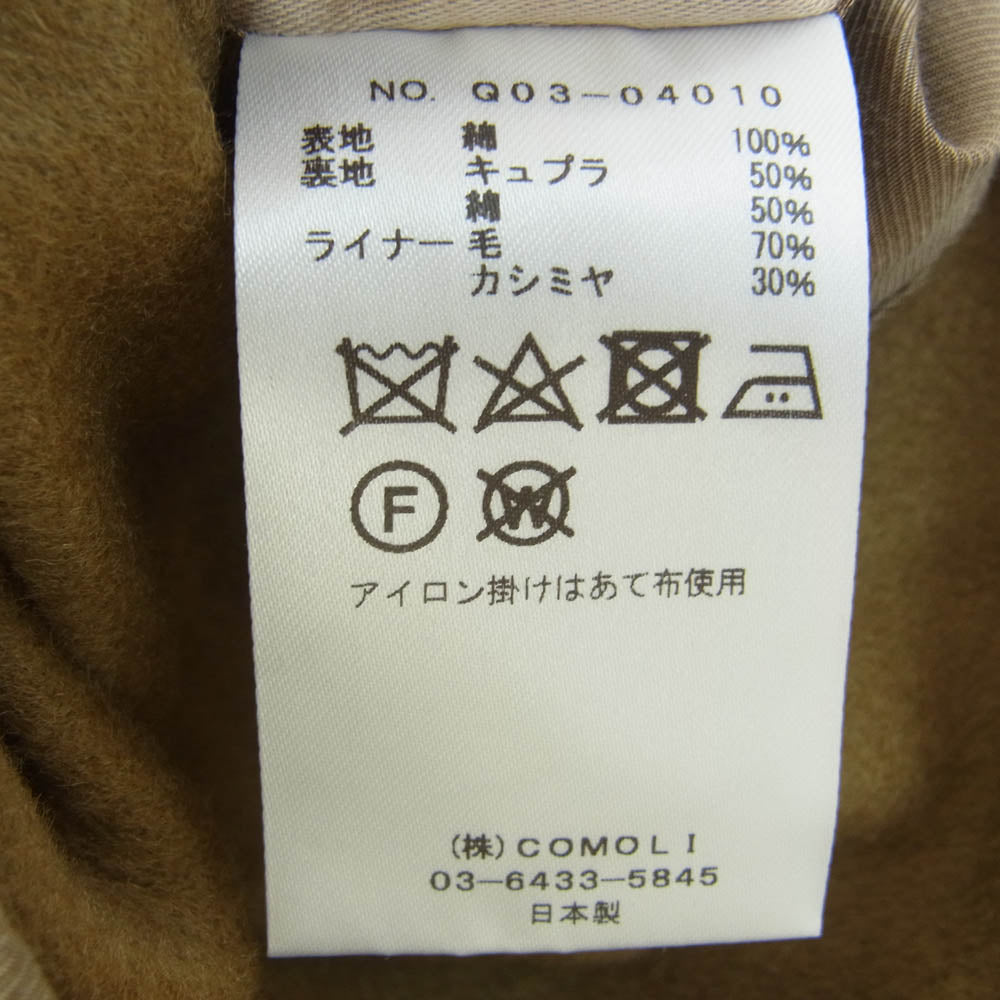 NO. Q03-04010
表地 綿 100%
裏地 キュプラ 50%
綿 50%
ライナー 毛 70%
カシミヤ 30%
F W
アイロン掛けはあて布使用
(株)COMOLI
03-6433-5845
日本製